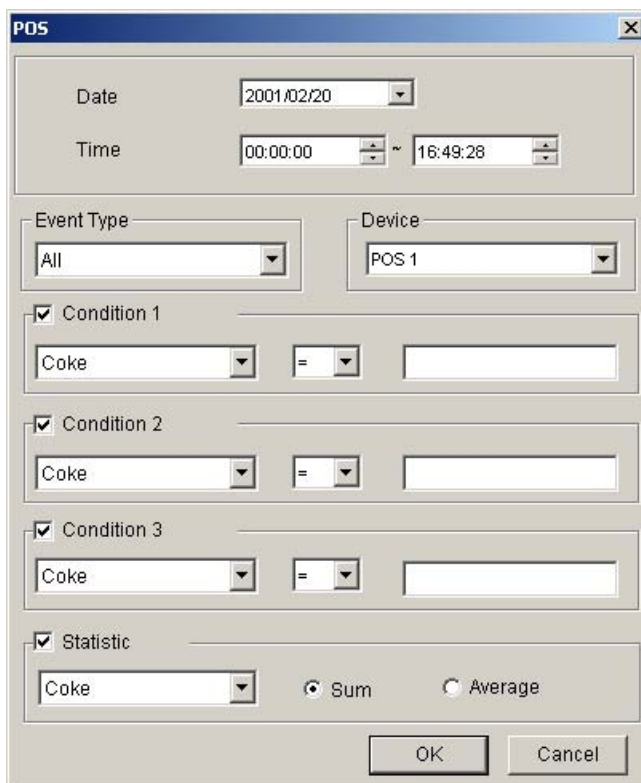 POS
Date 2001/02/20
Time 00:00:00 ~ 16:49:28
Event Type Device
All POS 1
Condition 1
Coke =
Condition 2
Coke =
Condition 3
Coke =
Statistic
Coke Sum Average
OK Cancel